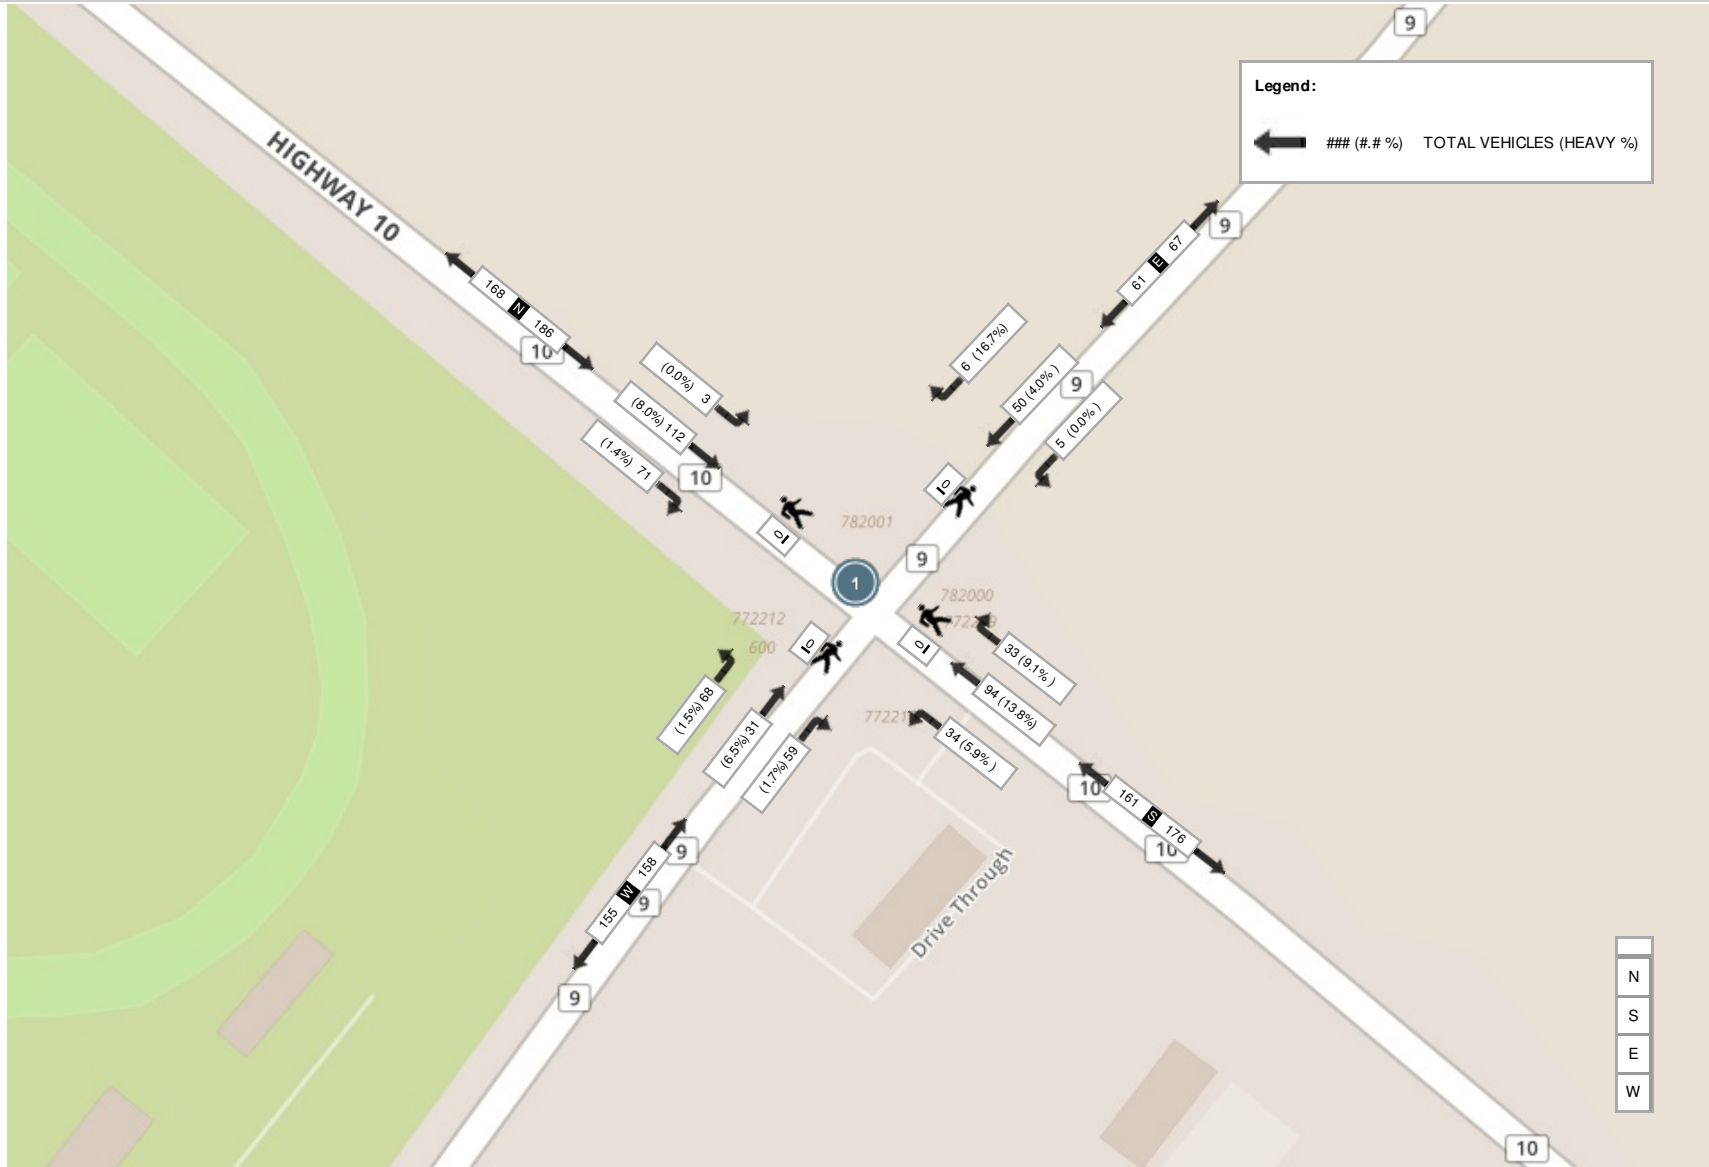 9
Legend:
### (#.# %) TOTAL VEHICLES (HEAVY %)
HIGHWAY 10
9
61 E 67
168 N 186
10
6 (16.7%)
50 (4.0% )
9
5 (0.0% )
(0.0%) 3
(8.0%) 112
(1.4%) 71
10
0
0
782001
9
1
782000
772212
600
0
0
33 (9.1% )
94 (13.8%)
34 (5.9% )
(1.5%) 68
(6.5%) 31
(1.7%) 59
10
161 S 176
10
9
155 W 158
9
Drive Through
9
N
S
E
W
10